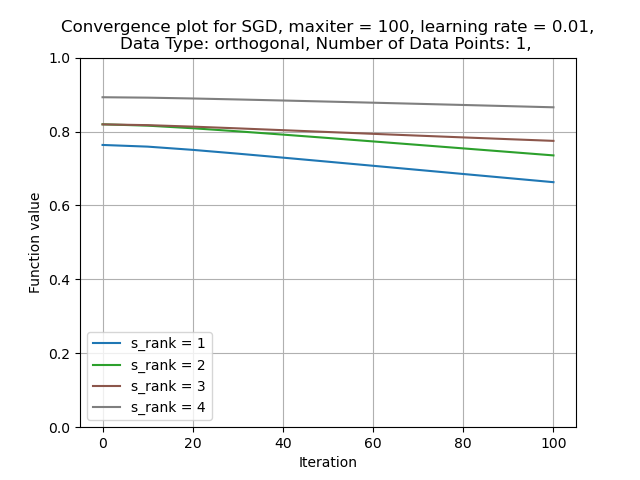 Convergence plot for SGD, maxiter = 100, learning rate = 0.01,
Data Type: orthogonal, Number of Data Points: 1,
1.0
0.8
0.6
0.4
0.2
0.0
Function value
s_rank = 1
s_rank = 2
s_rank = 3
s_rank = 4
0 20 40 60 80 100
Iteration